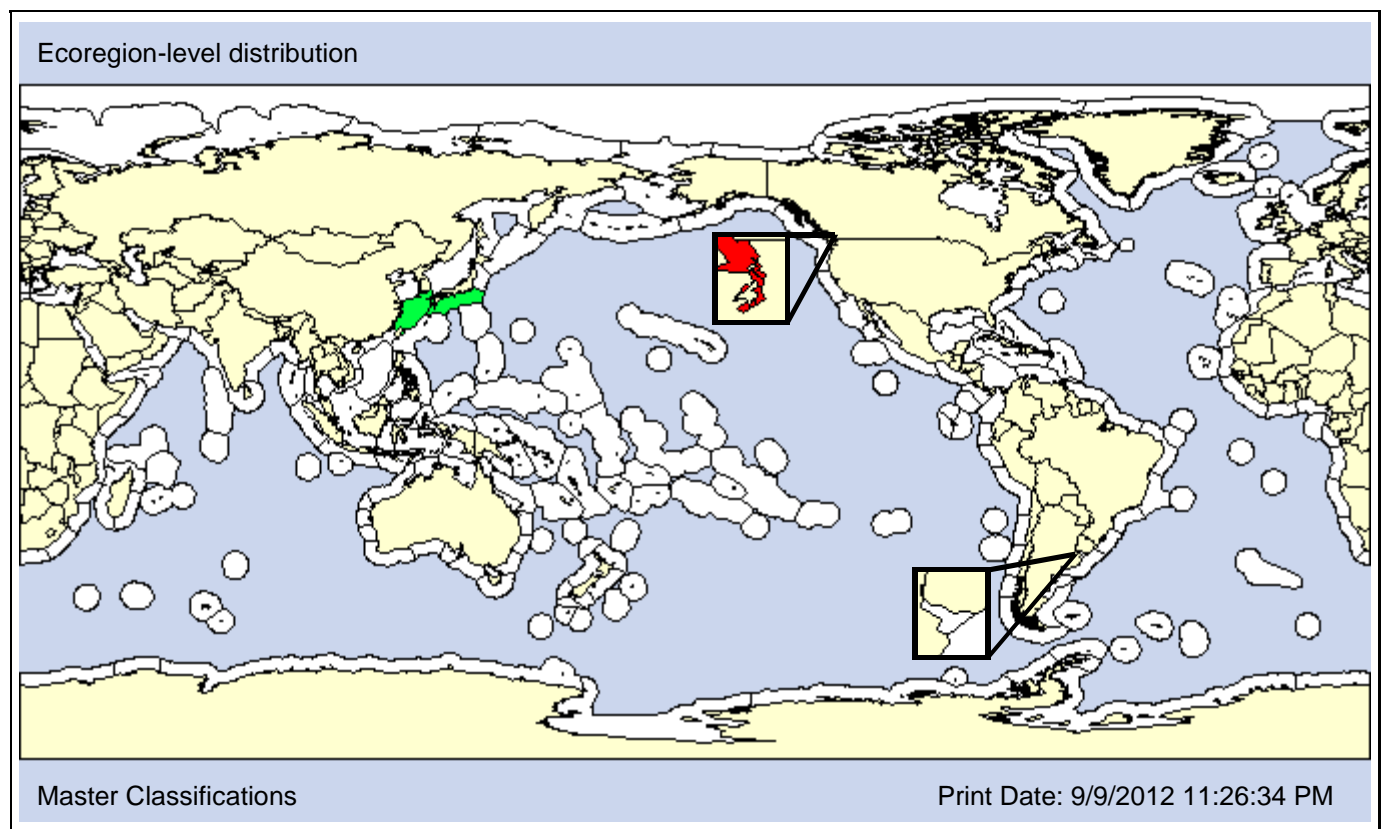 Ecoregion-level distribution
Master Classifications
Print Date: 9/9/2012 11:26:34 PM